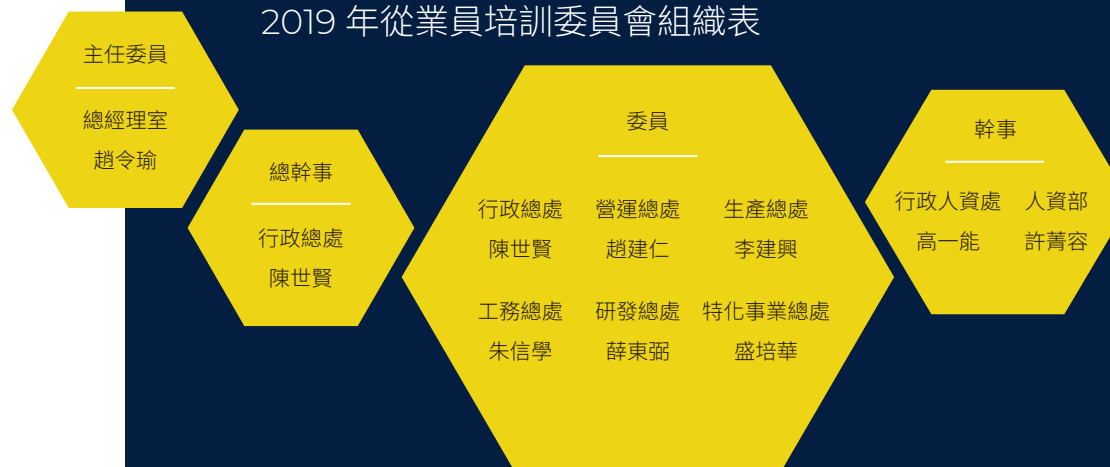 2019 年從業員培訓委員會組織表
主任委員
總經理室
趙令瑜
總幹事
行政總處
陳世賢
委員
行政總處 營運總處 生產總處
陳世賢 趙建仁 李建興
工務總處 研發總處 特化事業總處
朱信學 薛東弼 盛培華
幹事
行政人資處 人資部
高一能 許菁容